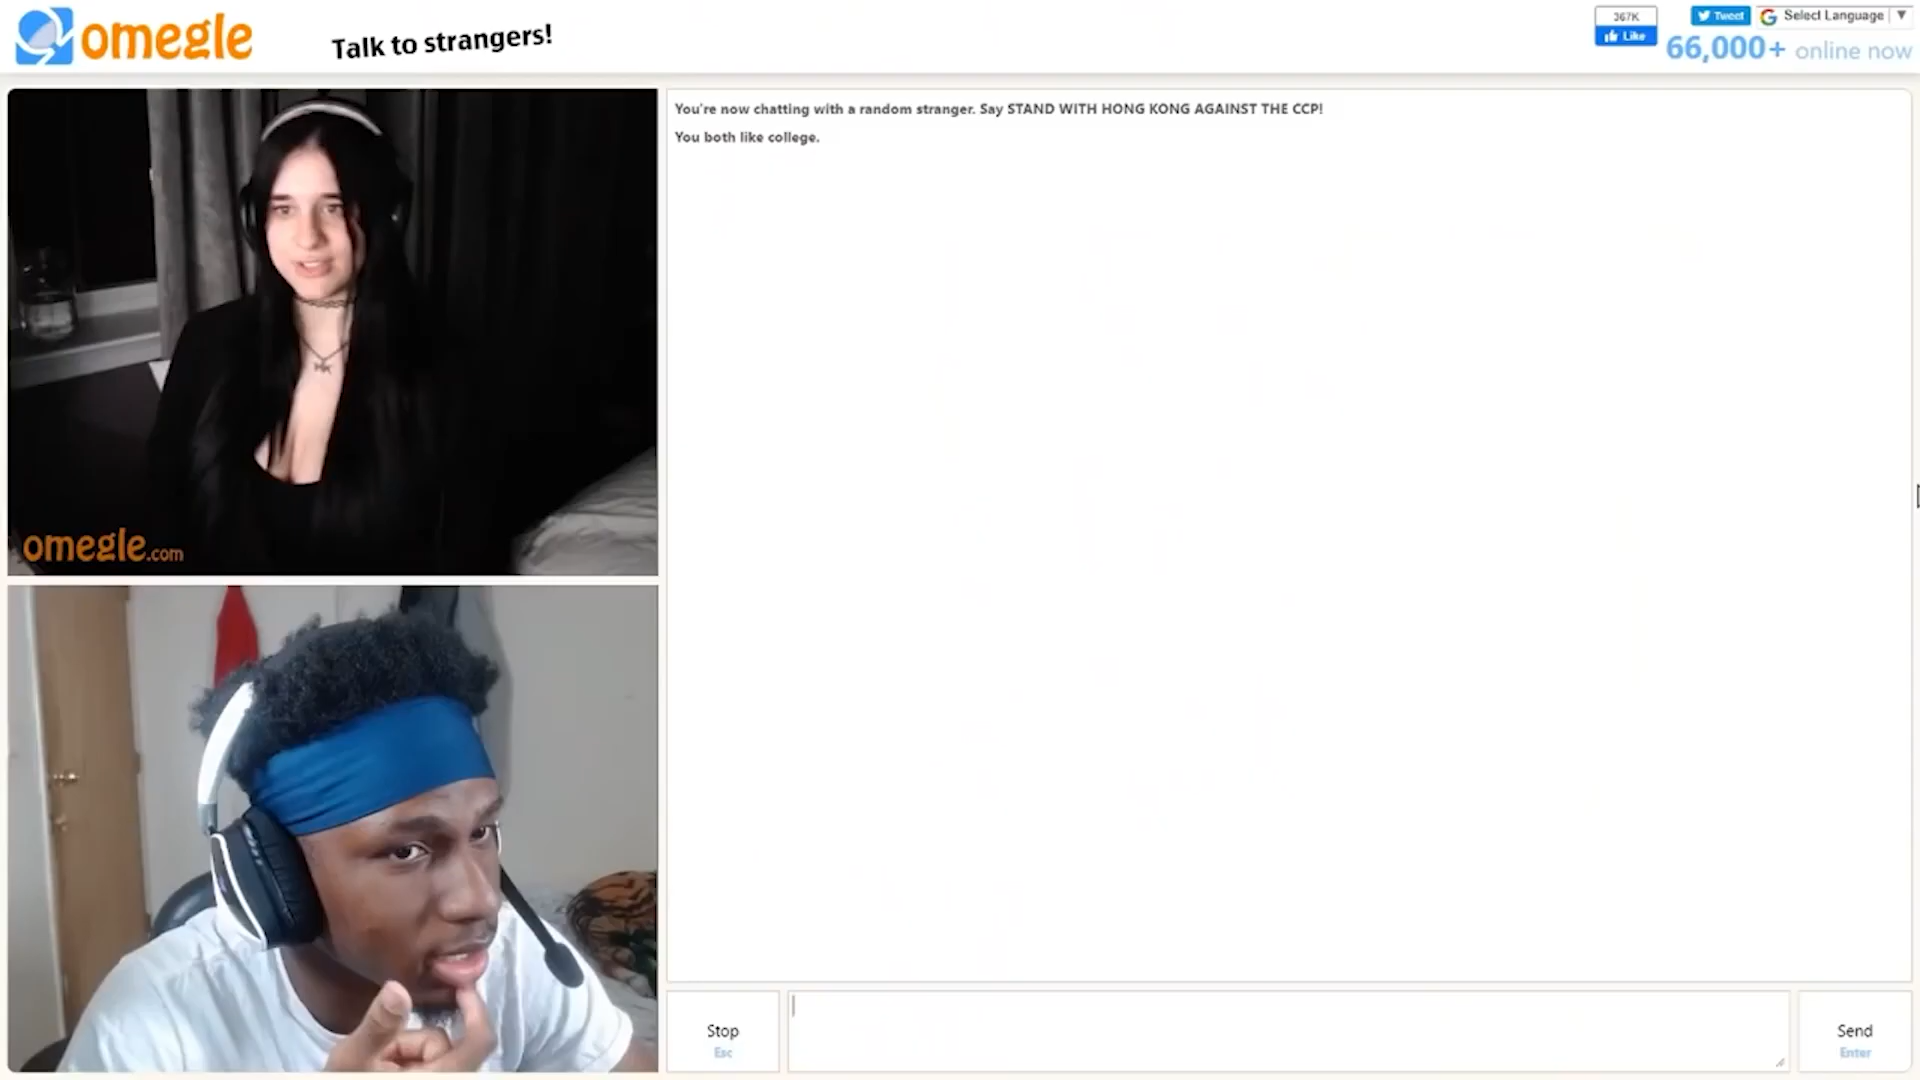 omegle
Talk to strangers!
367K
Like
Tweet
Select Language
66,000+ online now
You're now chatting with a random stranger. Say STAND WITH HONG KONG AGAINST THE CCP!
You both like college.
omegle.com
Stop
Esc
Send
Enter